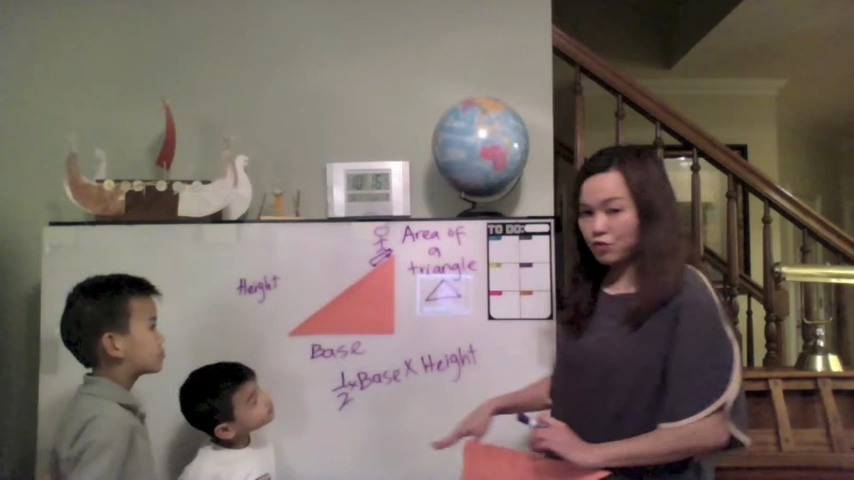 Area of
a
triangle
TO DO:
Height
Base
1/2 x Base X Height